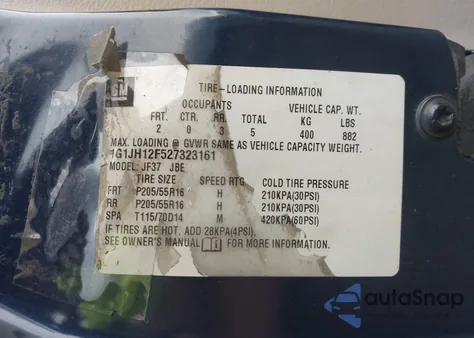 GM
TIRE-LOADING INFORMATION
OCCUPANTS VEHICLE CAP. WT.
FRT. CTR. RR. TOTAL KG LBS
2 0 3 5 400 882
MAX. LOADING @ GVWR SAME AS VEHICLE CAPACITY WEIGHT
1G1JH12F527323161
MODEL: JF37 JBE
TIRE SIZE SPEED RTG COLD TIRE PRESSURE
FRT P205/55R16 H 210KPA(30PSI)
RR P205/55R16 H 210KPA(30PSI)
SPA T115/70D14 M 420KPA(60PSI)
IF TIRES ARE HOT, ADD 28KPA(4PSI)
SEE OWNER'S MANUAL FOR MORE INFORMATION
autoSnap